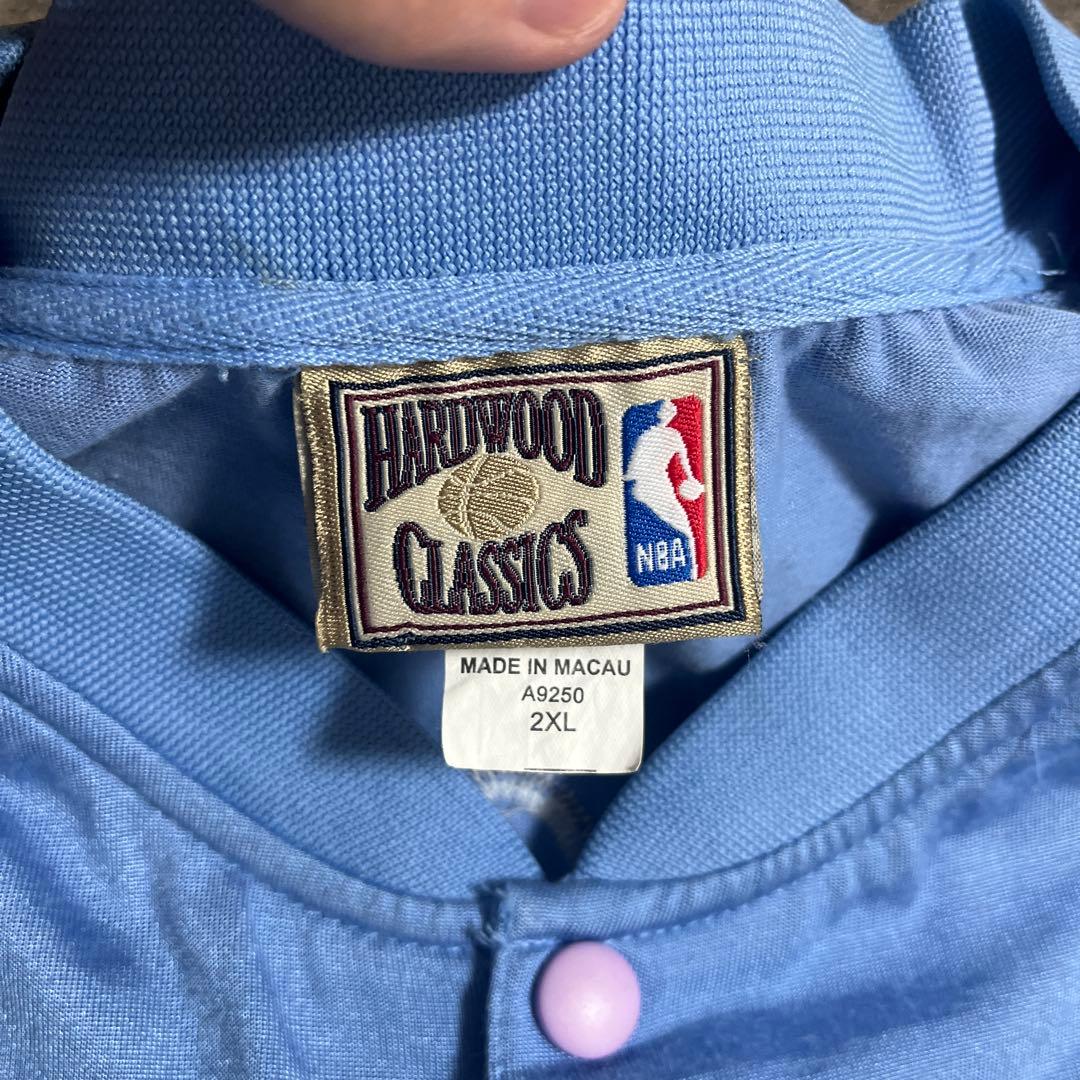 HARDWOOD
CLASSICS
NBA
MADE IN MACAU
A9250
2XL